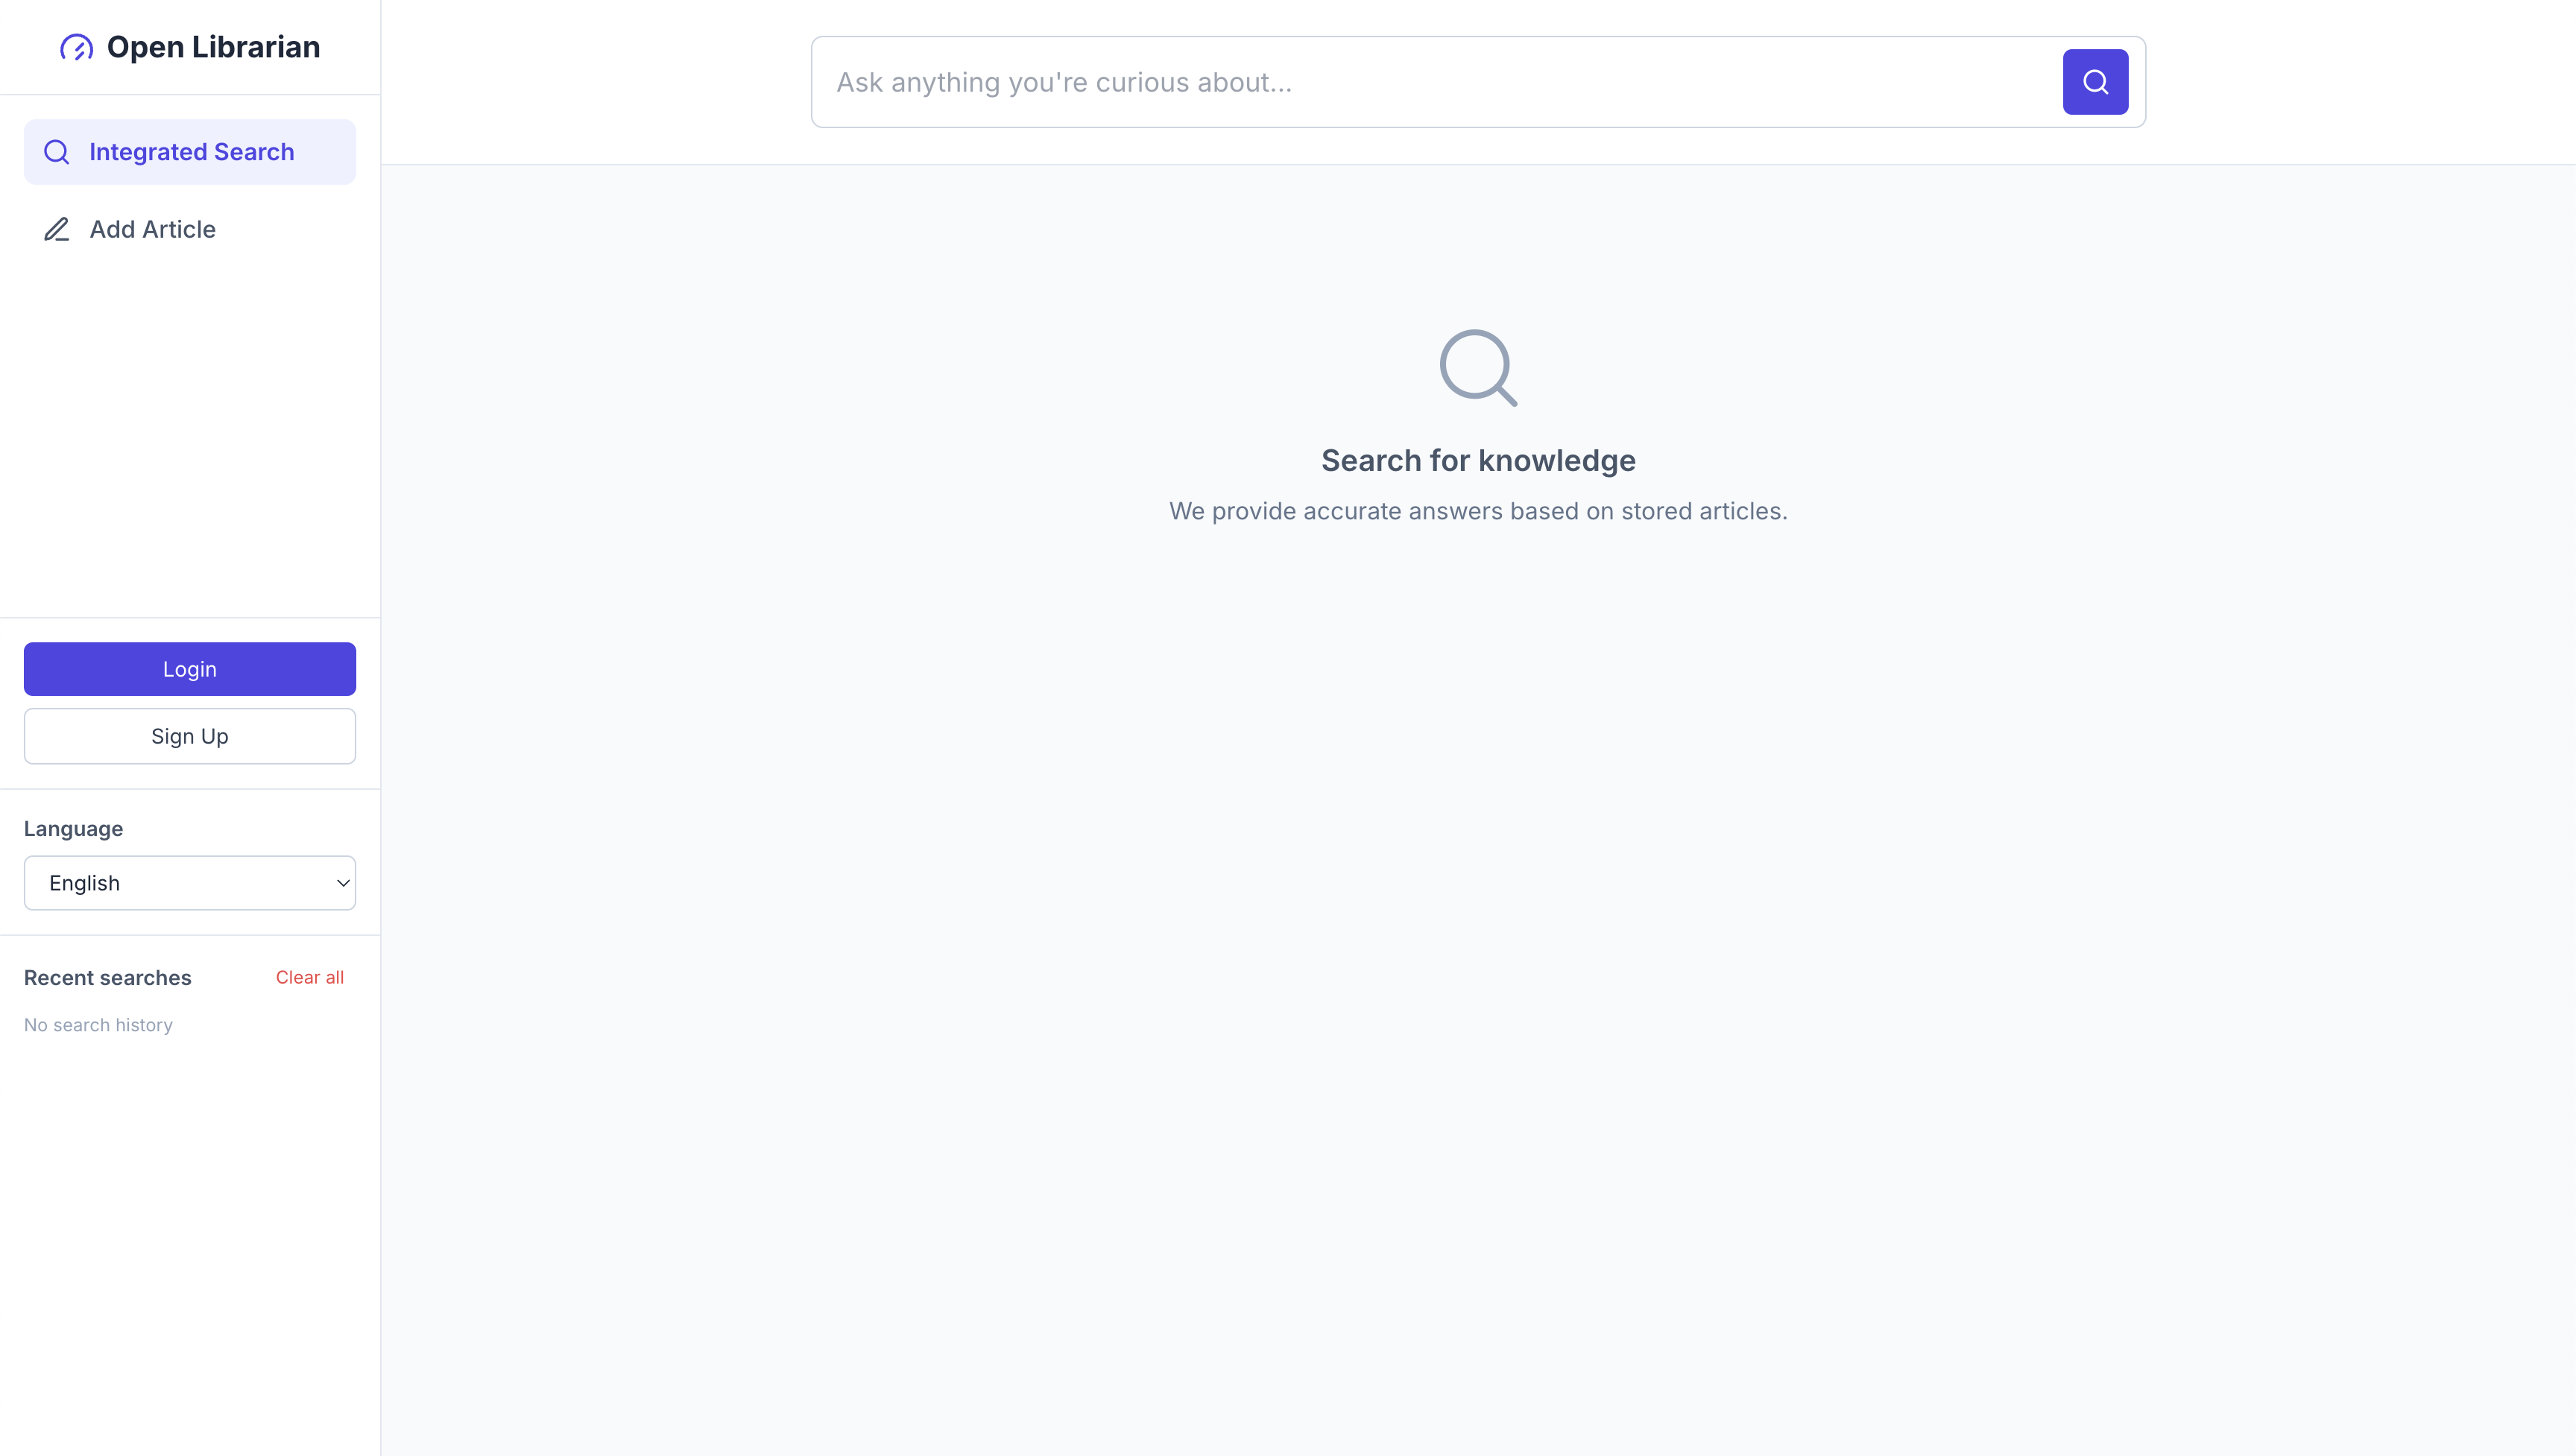 Open Librarian
Ask anything you're curious about...
Integrated Search
Add Article
Search for knowledge
We provide accurate answers based on stored articles.
Login
Sign Up
Language
English
Recent searches
Clear all
No search history